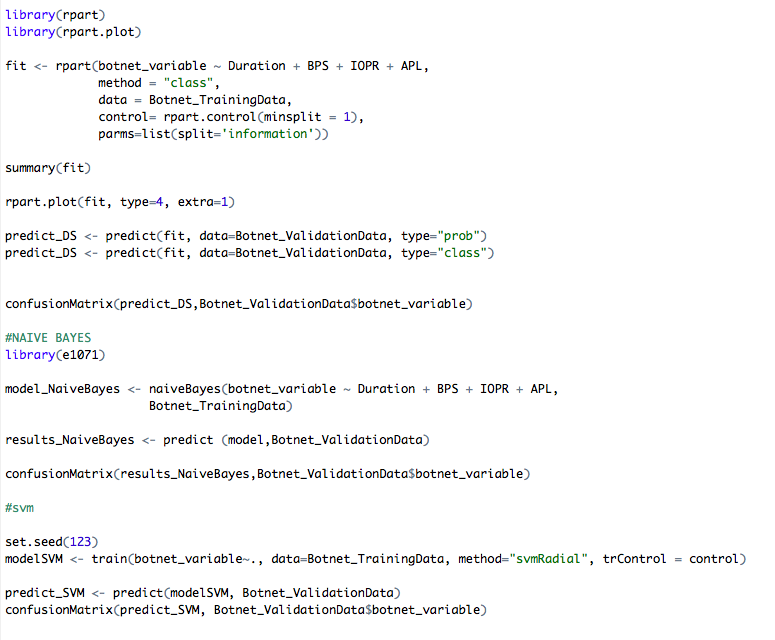 library(rpart)
library(rpart.plot)
fit <- rpart(botnet_variable ~ Duration + BPS + IOPR + APL,
method = "class",
data = Botnet_TrainingData,
control= rpart.control(minsplit = 1),
parms=list(split='information'))
summary(fit)
rpart.plot(fit, type=4, extra=1)
predict_DS <- predict(fit, data=Botnet_ValidationData, type="prob")
predict_DS <- predict(fit, data=Botnet_ValidationData, type="class")
confusionMatrix(predict_DS,Botnet_ValidationData$botnet_variable)
#NAIVE BAYES
library(e1071)
model_NaiveBayes <- naiveBayes(botnet_variable ~ Duration + BPS + IOPR + APL,
Botnet_TrainingData)
results_NaiveBayes <- predict (model,Botnet_ValidationData)
confusionMatrix(results_NaiveBayes,Botnet_ValidationData$botnet_variable)
#svm
set.seed(123)
modelSVM <- train(botnet_variable~., data=Botnet_TrainingData, method="svmRadial", trControl = control)
predict_SVM <- predict(modelSVM, Botnet_ValidationData)
confusionMatrix(predict_SVM, Botnet_ValidationData$botnet_variable)